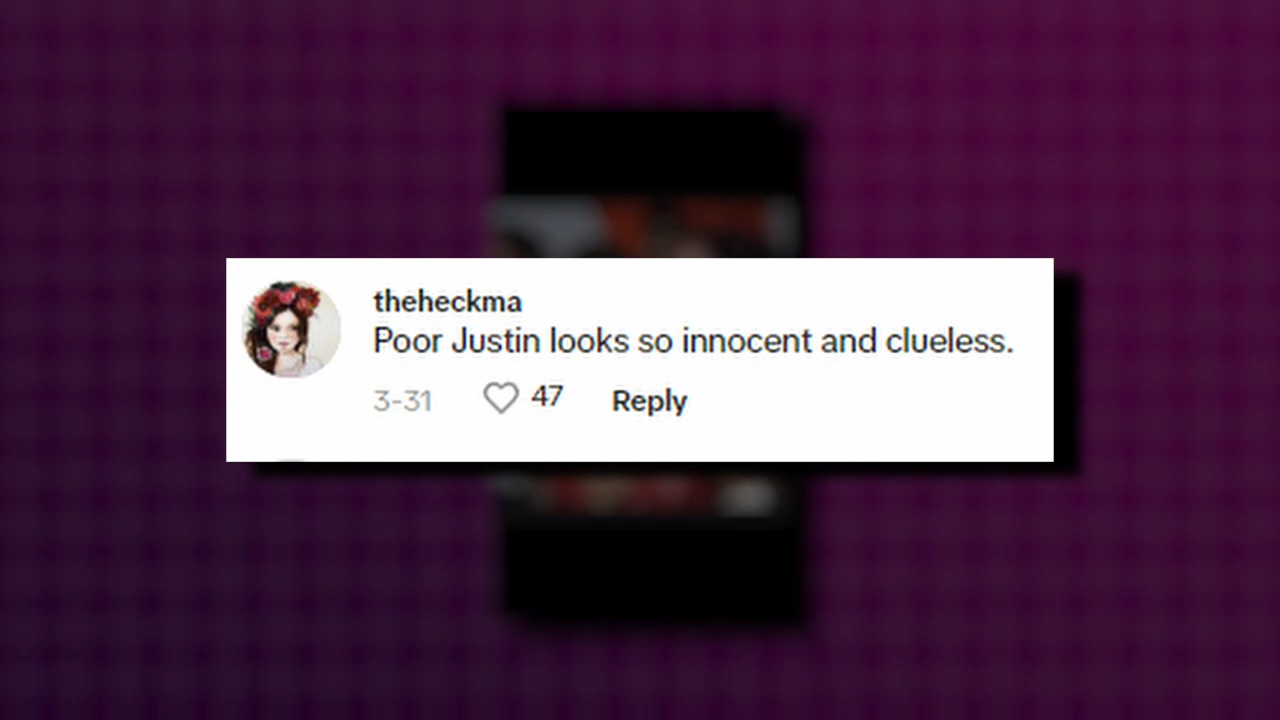 theheckma
Poor Justin looks so innocent and clueless.
3-31 47 Reply